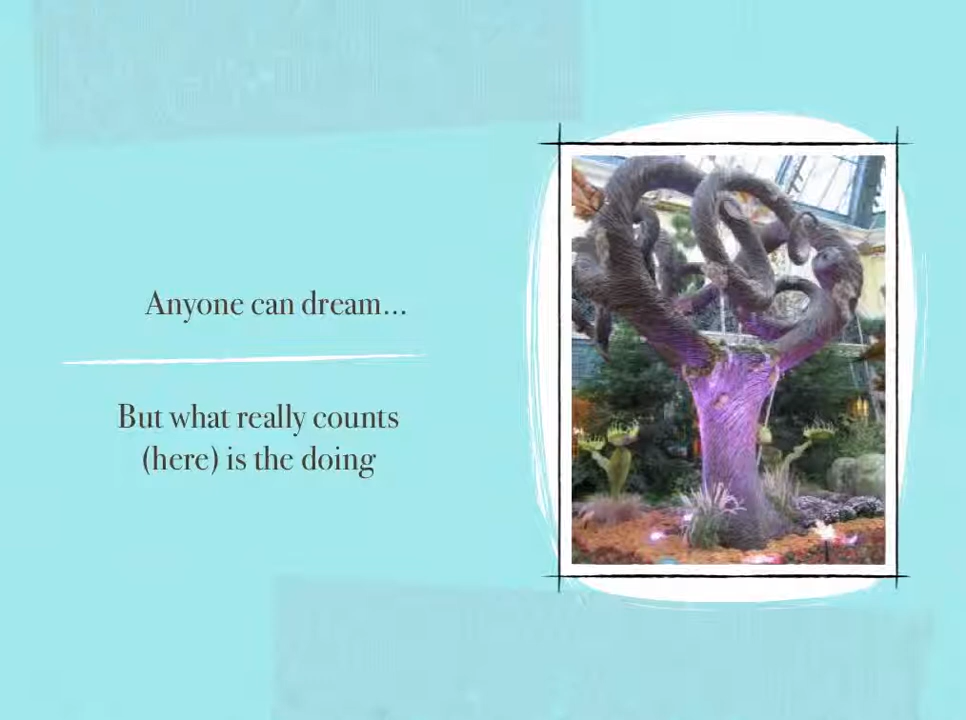 Anyone can dream...
But what really counts
(here) is the doing